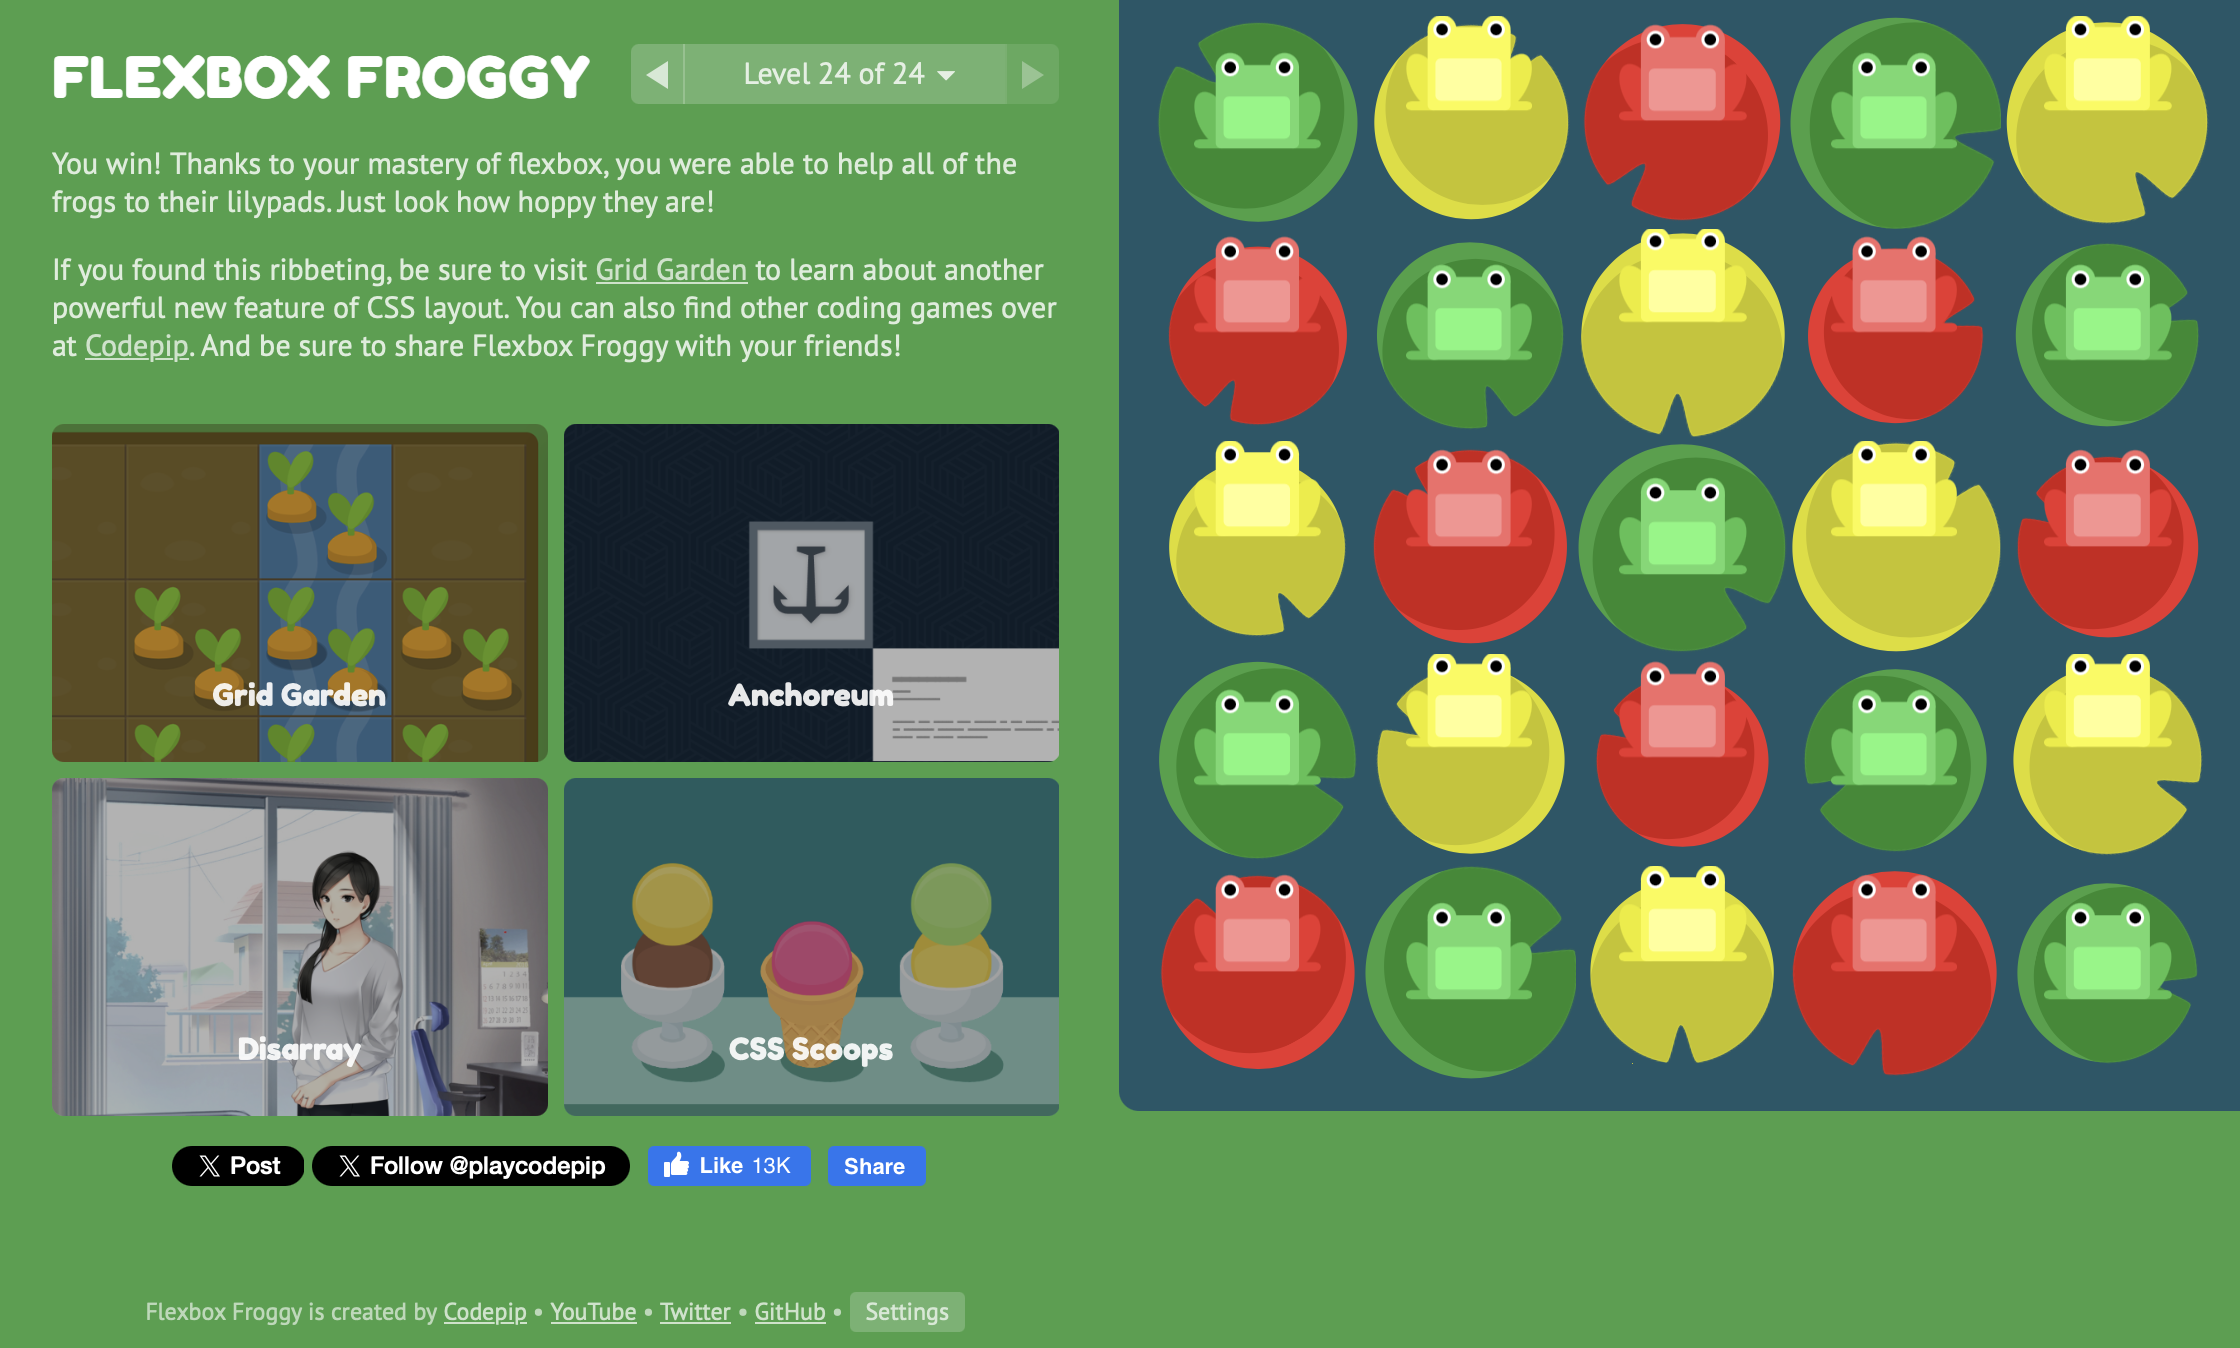 FLEXBOX FROGGY
Level 24 of 24
You win! Thanks to your mastery of flexbox, you were able to help all of the
frogs to their lilypads. Just look how hoppy they are!
If you found this ribbeting, be sure to visit Grid Garden to learn about another
powerful new feature of CSS layout. You can also find other coding games over
at Codepip. And be sure to share Flexbox Froggy with your friends!
Grid Garden
Anchoreum
Disarray
CSS Scoops
Post
Follow @playcodepip
Like 13K
Share
Flexbox Froggy is created by Codepip • YouTube • Twitter • GitHub • Settings